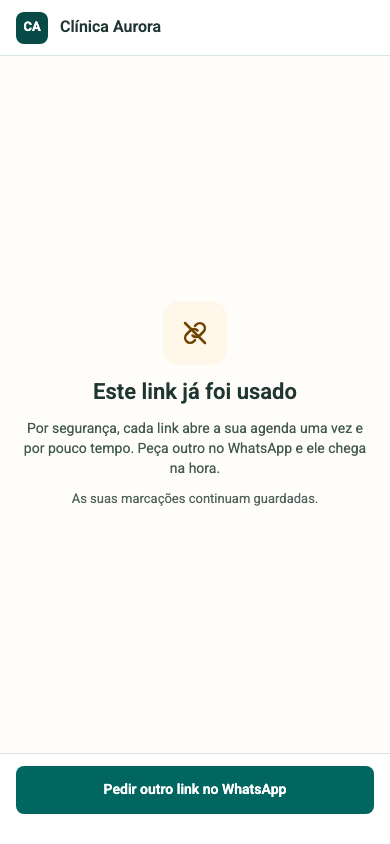 CA
Clínica Aurora
Este link já foi usado
Por segurança, cada link abre a sua agenda uma vez e
por pouco tempo. Peça outro no WhatsApp e ele chega
na hora.
As suas marcações continuam guardadas.
Pedir outro link no WhatsApp